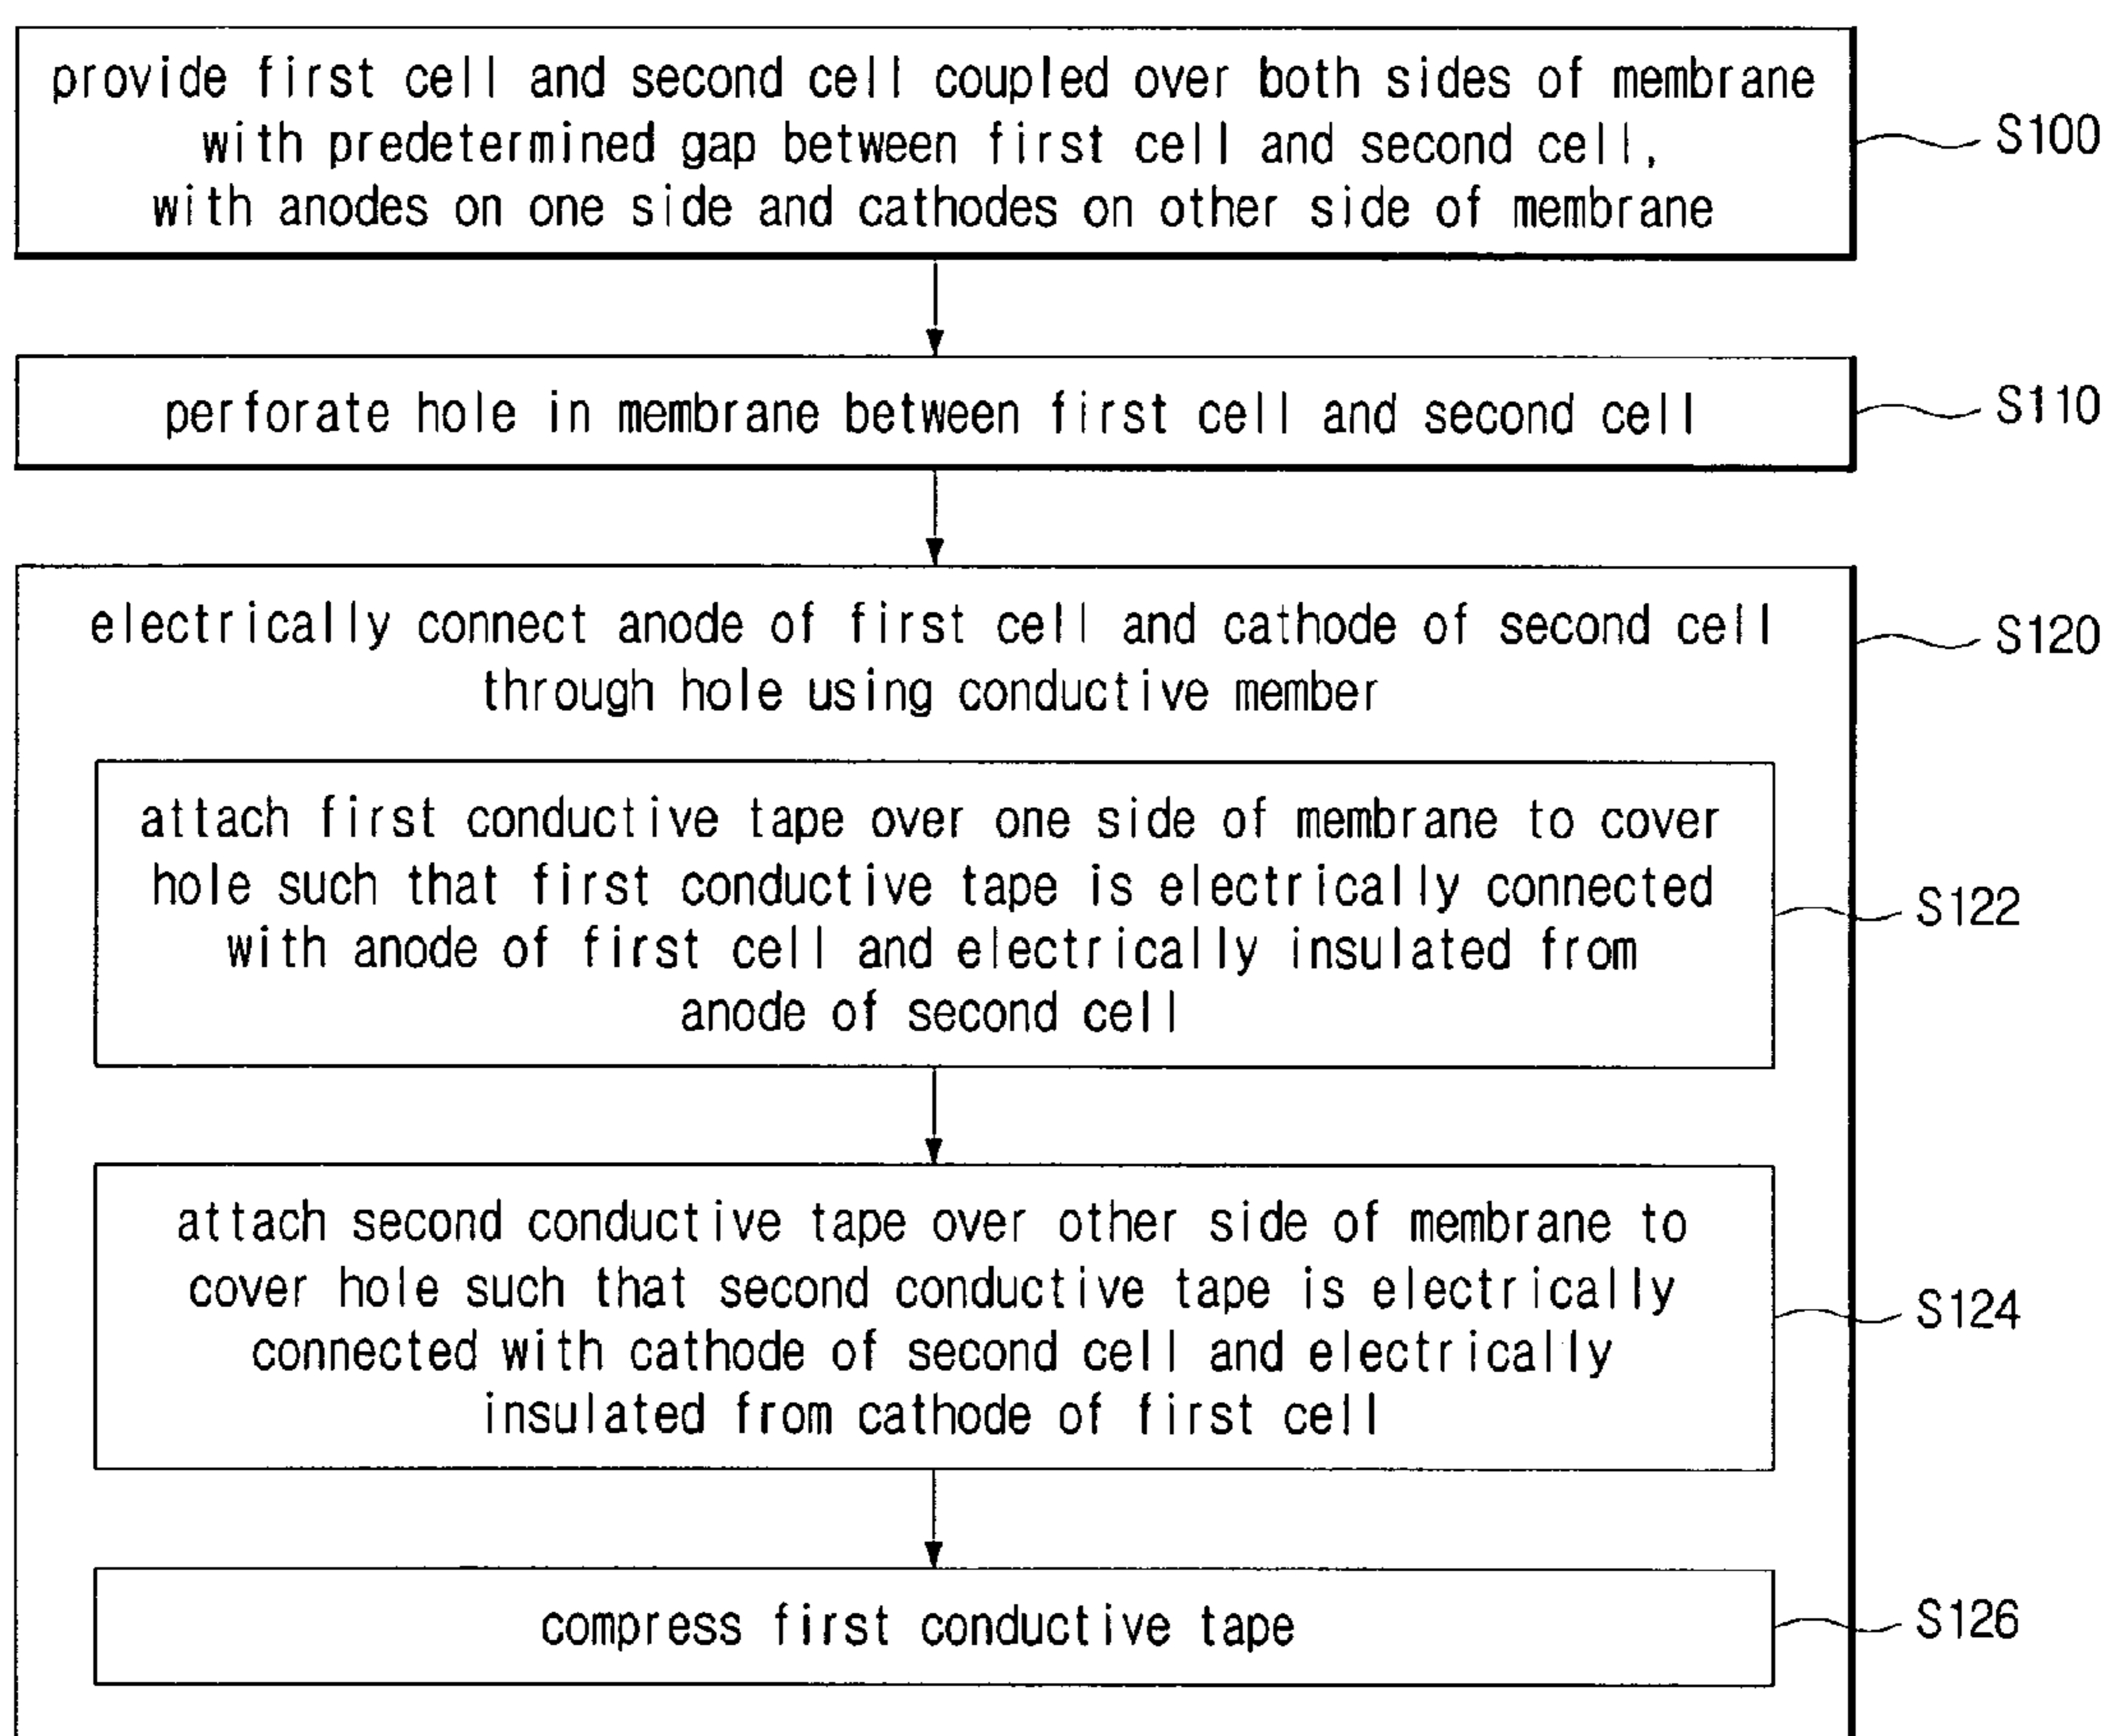 provide first cell and second cell coupled over both sides of membrane
with predetermined gap between first cell and second cell,
with anodes on one side and cathodes on other side of membrane
S100
perforate hole in membrane between first cell and second cell
S110
electrically connect anode of first cell and cathode of second cell
through hole using conductive member
S120
attach first conductive tape over one side of membrane to cover
hole such that first conductive tape is electrically connected
with anode of first cell and electrically insulated from
anode of second cell
S122
attach second conductive tape over other side of membrane to
cover hole such that second conductive tape is electrically
connected with cathode of second cell and electrically
insulated from cathode of first cell
S124
compress first conductive tape
S126